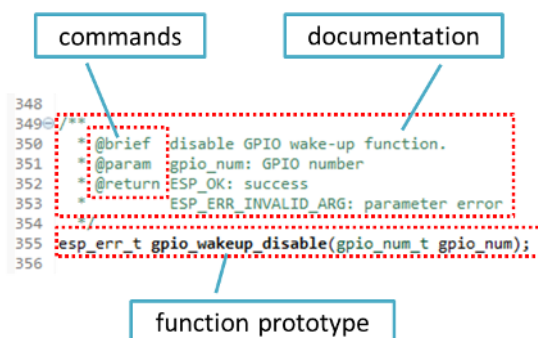 commands
documentation
348
349 /**
350 * @brief disable GPIO wake-up function.
351 * @param gpio_num: GPIO number
352 * @return ESP_OK: success
353 * ESP_ERR_INVALID_ARG: parameter error
354 */
355 esp_err_t gpio_wakeup_disable(gpio_num_t gpio_num);
356
function prototype